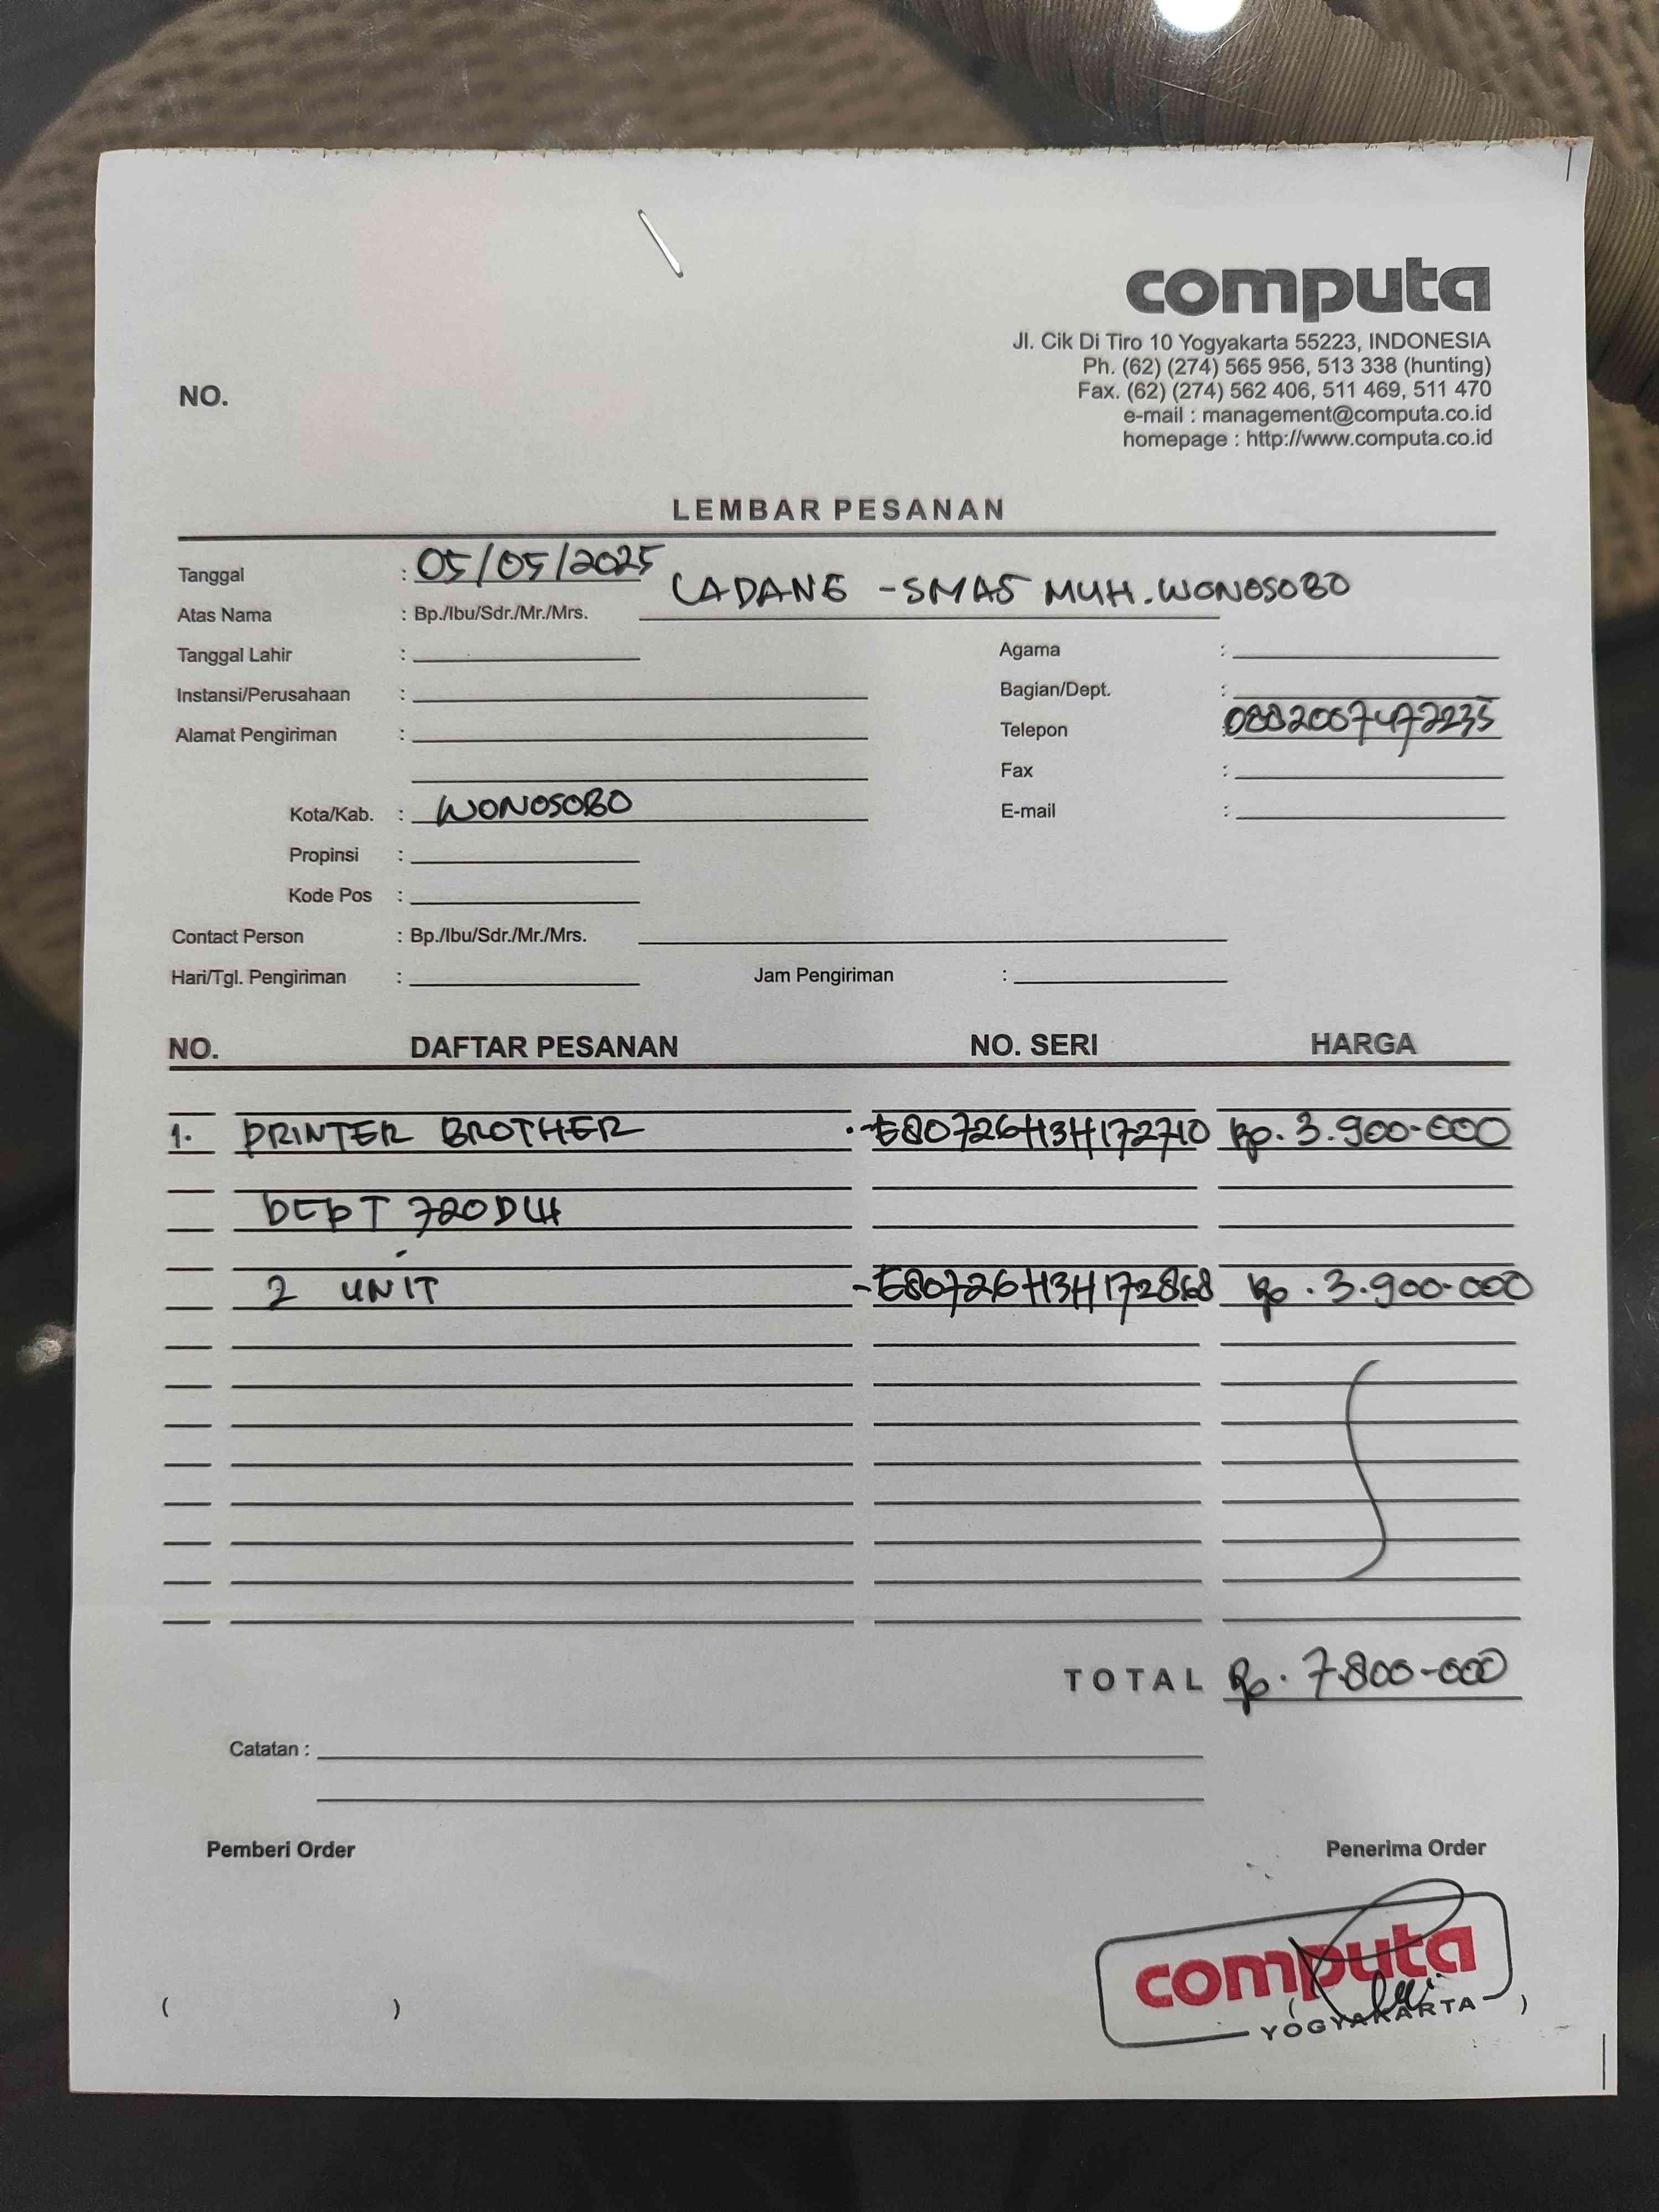 computa
Jl. Cik Di Tiro 10 Yogyakarta 55223, INDONESIA
Ph. (62) (274) 565 956, 513 338 (hunting)
Fax. (62) (274) 562 406, 511 469, 511 470
e-mail : management@computa.co.id
homepage : http://www.computa.co.id
NO.
LEMBAR PESANAN
Tanggal : 05/05/2025
Atas Nama : Bp./Ibu/Sdr./Mr./Mrs. LADANG - SMAS MUH. WONOSOBO
Tanggal Lahir : Agama :
Instansi/Perusahaan : Bagian/Dept. :
Alamat Pengiriman : Telepon : 0882007477235
Fax :
Kota/Kab. : WONOSOBO E-mail :
Propinsi :
Kode Pos :
Contact Person : Bp./Ibu/Sdr./Mr./Mrs.
Hari/Tgl. Pengiriman : Jam Pengiriman :
NO. DAFTAR PESANAN NO. SERI HARGA
1. PRINTER BROTHER - E80726H3H172710 Rp. 3.900.000
720DW
2 UNIT - E80726H3H172868 Rp. 3.900.000
TOTAL Rp. 7.800.000
Catatan :
Pemberi Order Penerima Order
computa
( ) ( )
YOGYAKARTA